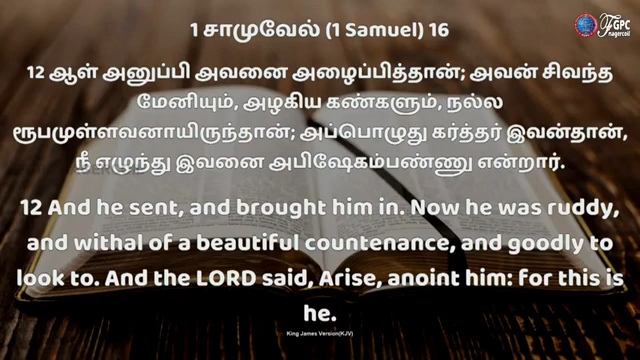 1 சாமுவேல் (1 Samuel) 16
FGPC
nagercoil
12 ஆள் அனுப்பி அவனை அழைப்பித்தான்; அவன் சிவந்த
மேனியும், அழகிய கண்களும், நல்ல
ரூபமுள்ளவனாயிருந்தான்; அப்பொழுது கர்த்தர் இவன்தான்,
நீ எழுந்து இவனை அபிஷேகம்பண்ணு என்றார்.
12 And he sent, and brought him in. Now he was ruddy,
and withal of a beautiful countenance, and goodly to
look to. And the LORD said, Arise, anoint him: for this is
he.
King James Version(KJV)